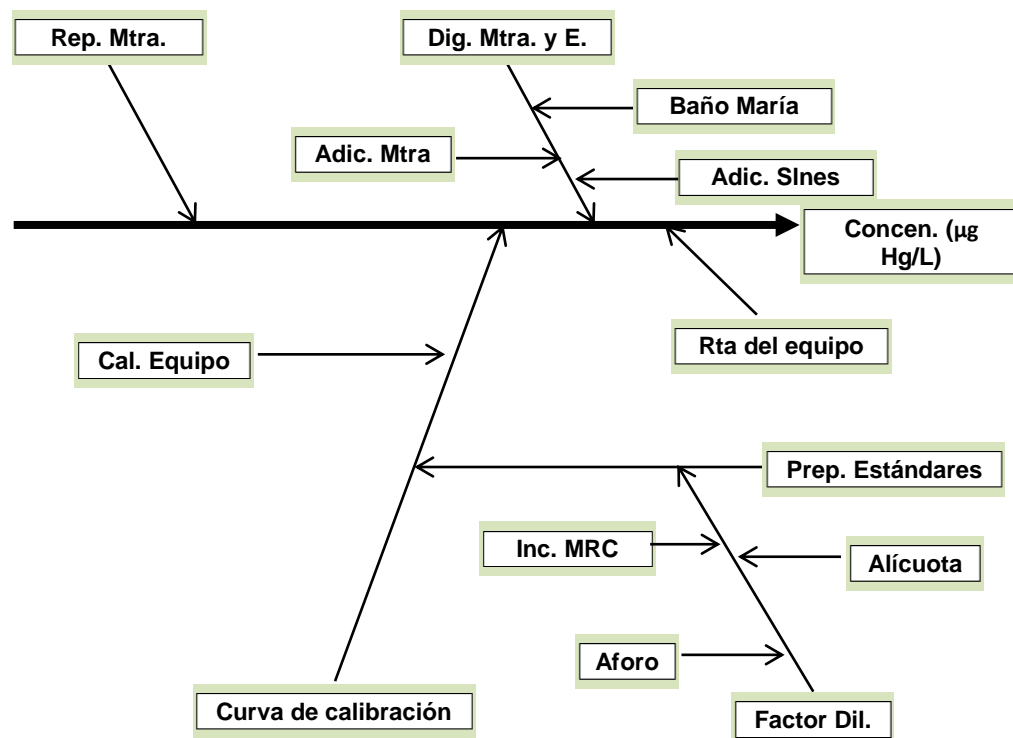 Rep. Mtra.
Dig. Mtra. y E.
Baño María
Adic. Mtra
Adic. Slnes
Concen. (µg
Hg/L)
Rta del equipo
Cal. Equipo
Prep. Estándares
Inc. MRC
Alícuota
Aforo
Curva de calibración
Factor Dil.